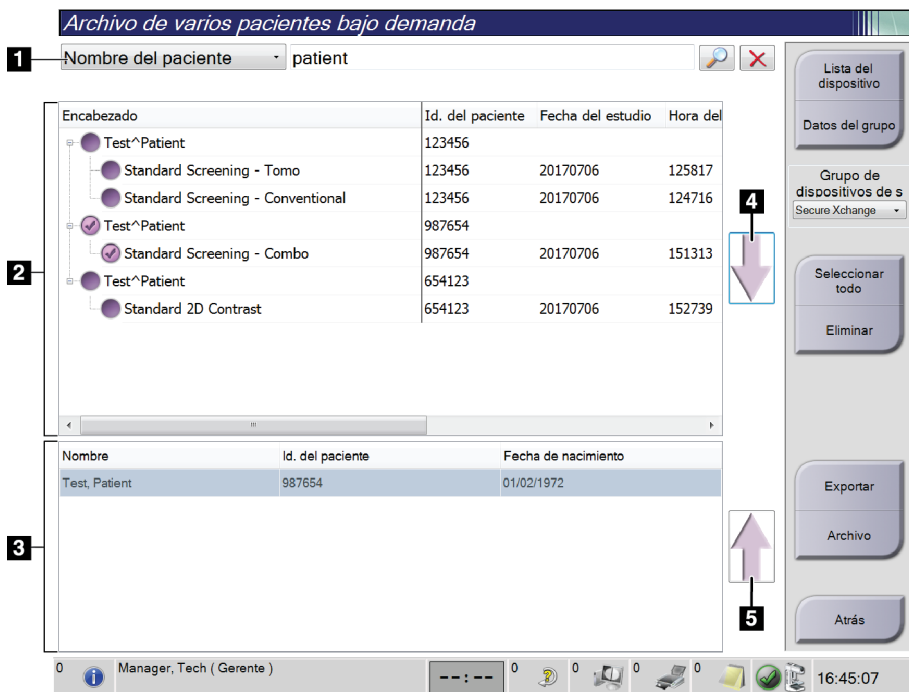 Archivo de varios pacientes bajo demanda
1
Nombre del paciente patient
Lista del
dispositivo
Datos del grupo
Grupo de
dispositivos de s
Secure Xchange
Seleccionar
todo
Eliminar
Exportar
Archivo
Atrás
2
Encabezado Id. del paciente Fecha del estudio Hora del
Test^Patient 123456
Standard Screening - Tomo 123456 20170706 125817
Standard Screening - Conventional 123456 20170706 124716
Test^Patient 987654
Standard Screening - Combo 987654 20170706 151313
Test^Patient 654123
Standard 2D Contrast 654123 20170706 152739
4
3
Nombre Id. del paciente Fecha de nacimiento
Test, Patient 987654 01/02/1972
5
0 Manager, Tech ( Gerente ) --:-- 0 0 0 0 16:45:07